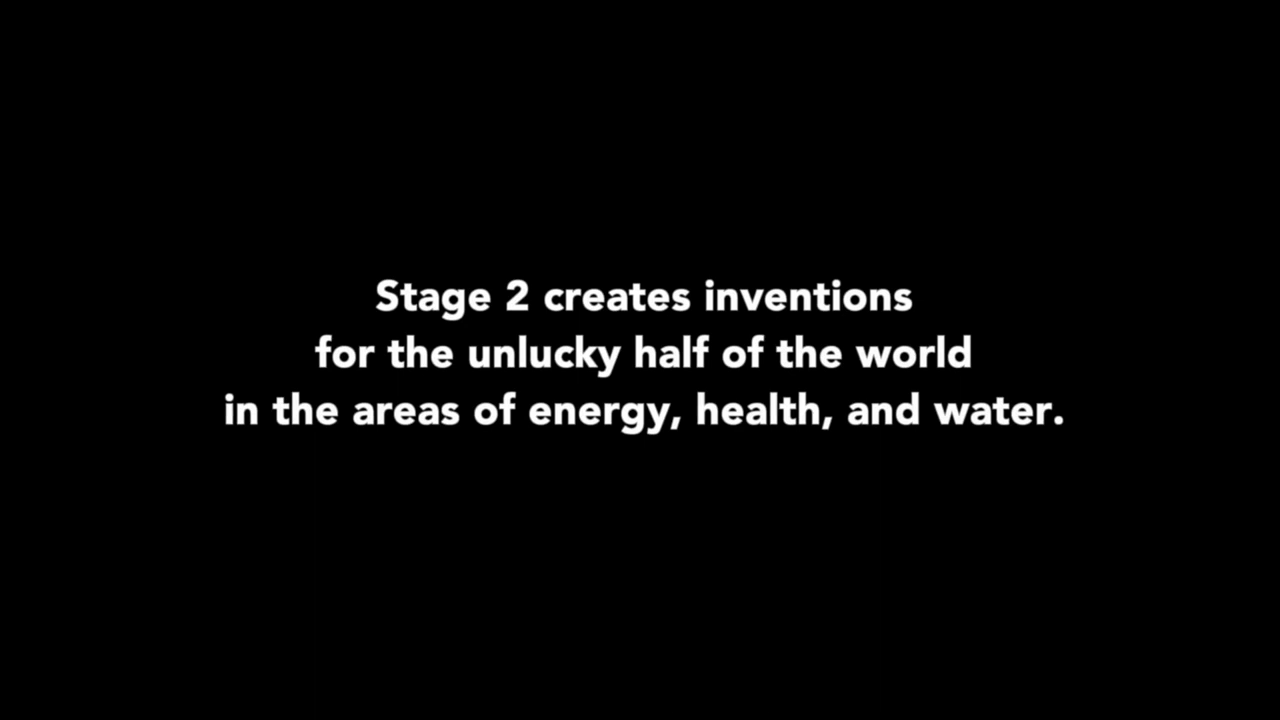 Stage 2 creates inventions
for the unlucky half of the world
in the areas of energy, health, and water.